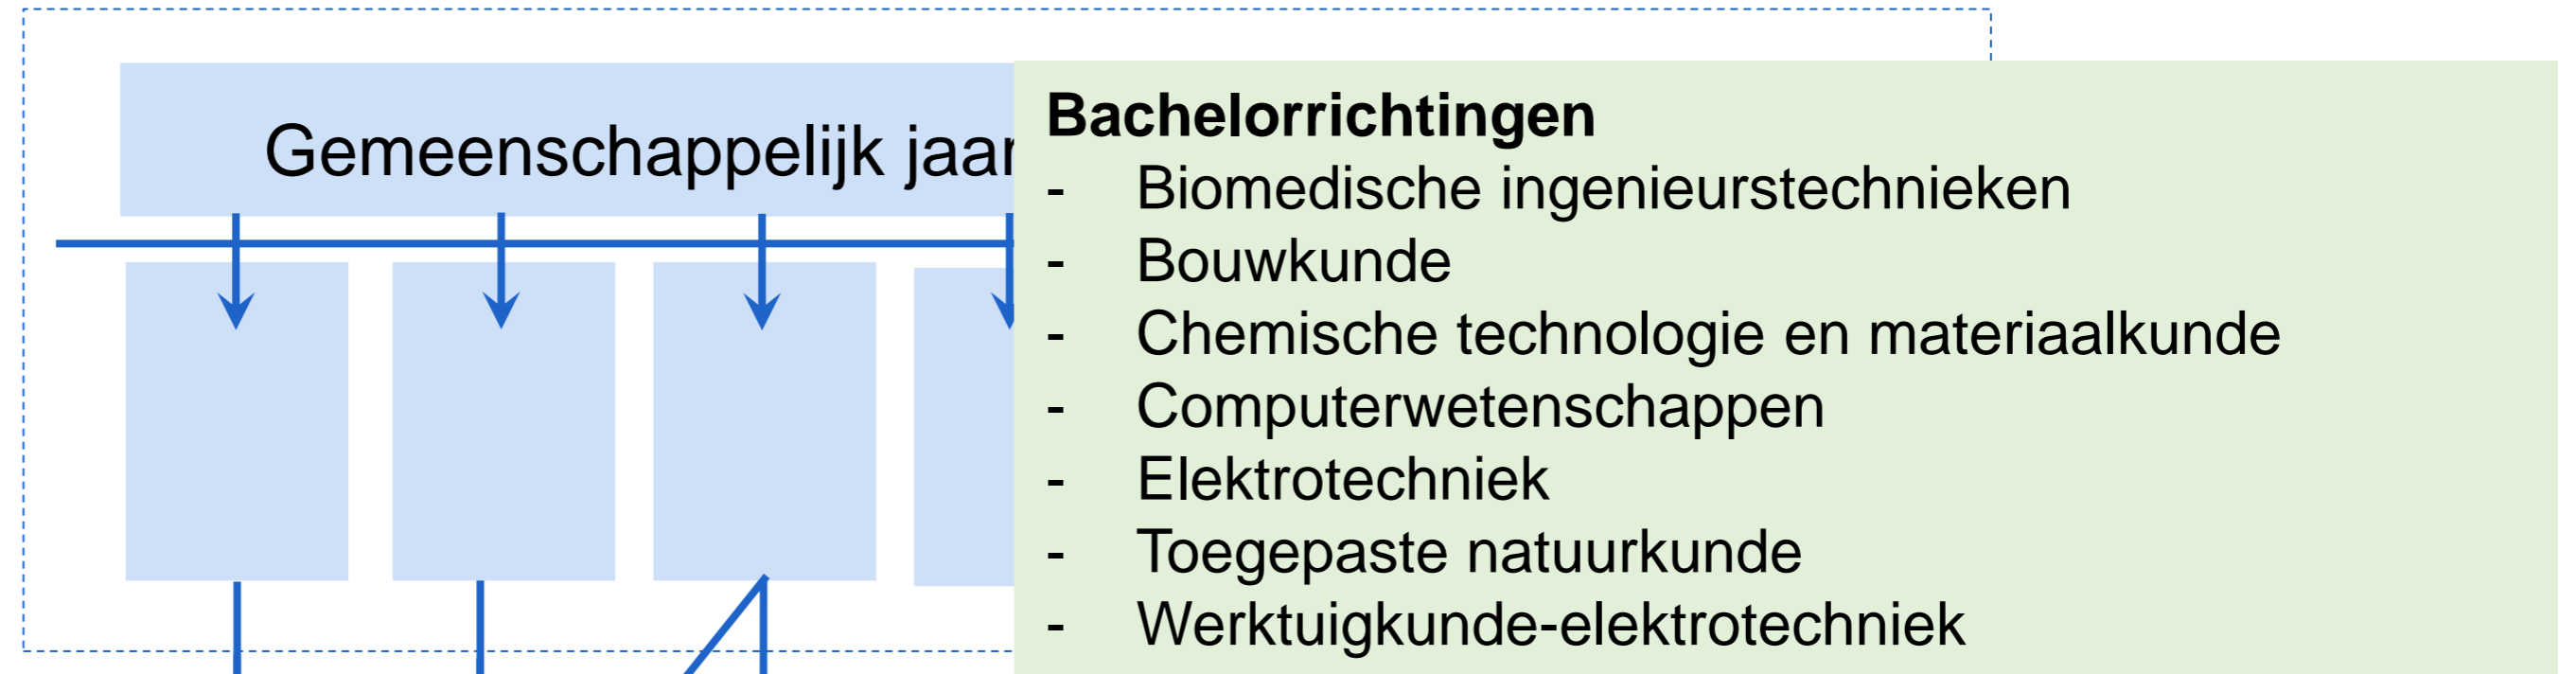 Gemeenschappelijk jaar
Bachelorrichtingen
- Biomedische ingenieurstechnieken
- Bouwkunde
- Chemische technologie en materiaalkunde
- Computerwetenschappen
- Elektrotechniek
- Toegepaste natuurkunde
- Werktuigkunde-elektrotechniek